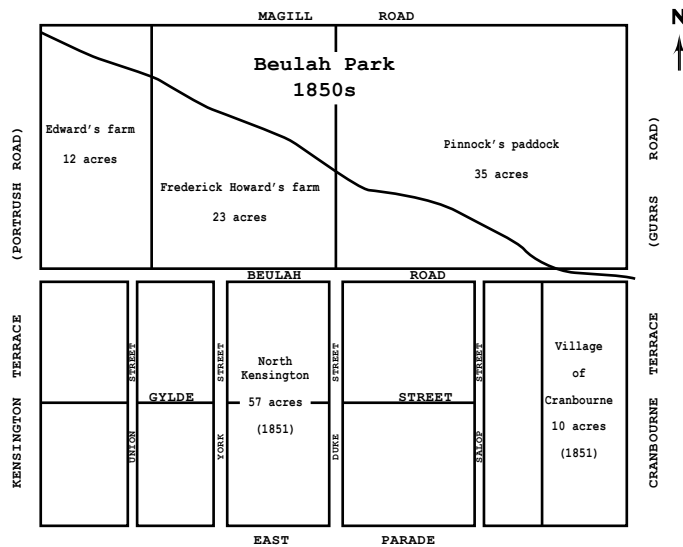 MAGILL ROAD
N
Beulah Park
1850s
(PORTRUSH ROAD)
Edward's farm
12 acres
Frederick Howard's farm
23 acres
Pinnock's paddock
35 acres
(GURRS ROAD)
BEULAH ROAD
KENSINGTON TERRACE
UNION STREET
YORK STREET
DUKE STREET
SALOP STREET
GYLDE STREET
North
Kensington
57 acres
(1851)
Village
of
Cranbourne
10 acres
(1851)
CRANBOURNE TERRACE
EAST PARADE